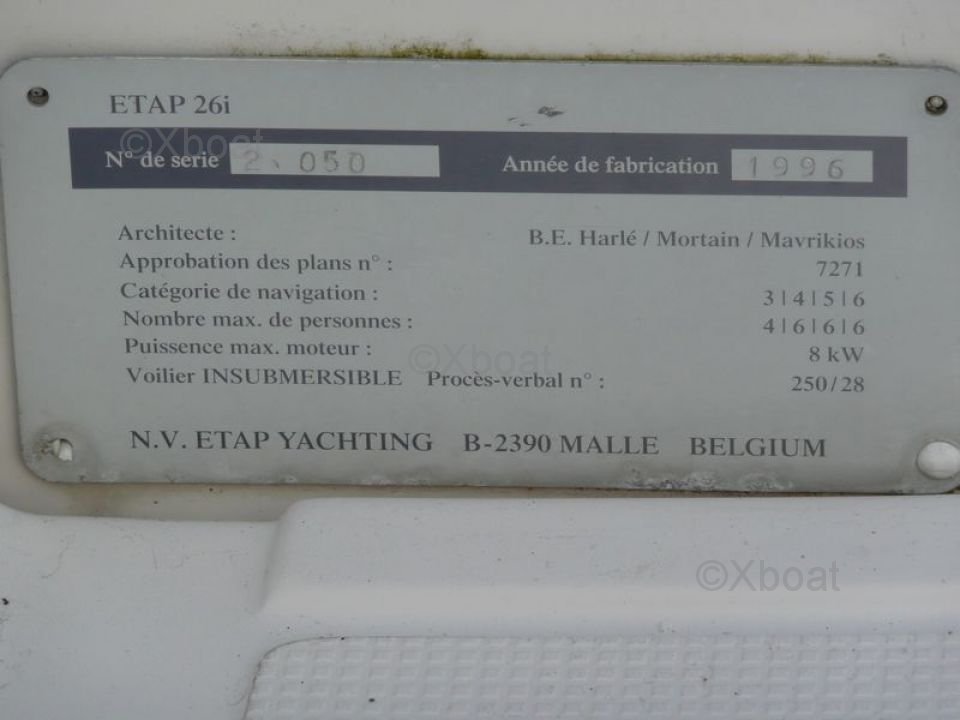 ETAP 26i
©Xboat
N° de serie 2.050 Année de fabrication 1996
Architecte : B.E. Harlé / Mortain / Mavrikios
Approbation des plans n° : 7271
Catégorie de navigation : 3|4|5|6
Nombre max. de personnes : 4|6|6|6
Puissence max. moteur : 8 kW
©Xboat
Voilier INSUBMERSIBLE Procès-verbal n° : 250/28
N.V. ETAP YACHTING B-2390 MALLE BELGIUM
©Xboat